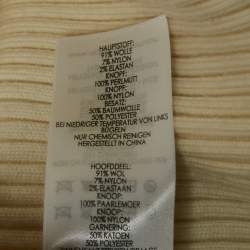 HAUPTSTOFF:
91% WOLLE
7% NYLON
2% ELASTAN
KNOPF:
100% PERLMUTT
KNOPF:
100% NYLON
BESATZ:
50% BAUMWOLLE
50% POLYESTER
BEI NIEDRIGER TEMPERATUR VON LINKS
BÜGELN
NUR CHEMISCH REINIGEN
HERGESTELLT IN CHINA
HOOFDDEEL:
91% WOL
7% NYLON
2% ELASTAAN
KNOOP:
100% PAARLEMOER
KNOOP:
100% NYLON
GARNERING:
50% KATOEN
50% POLYESTER